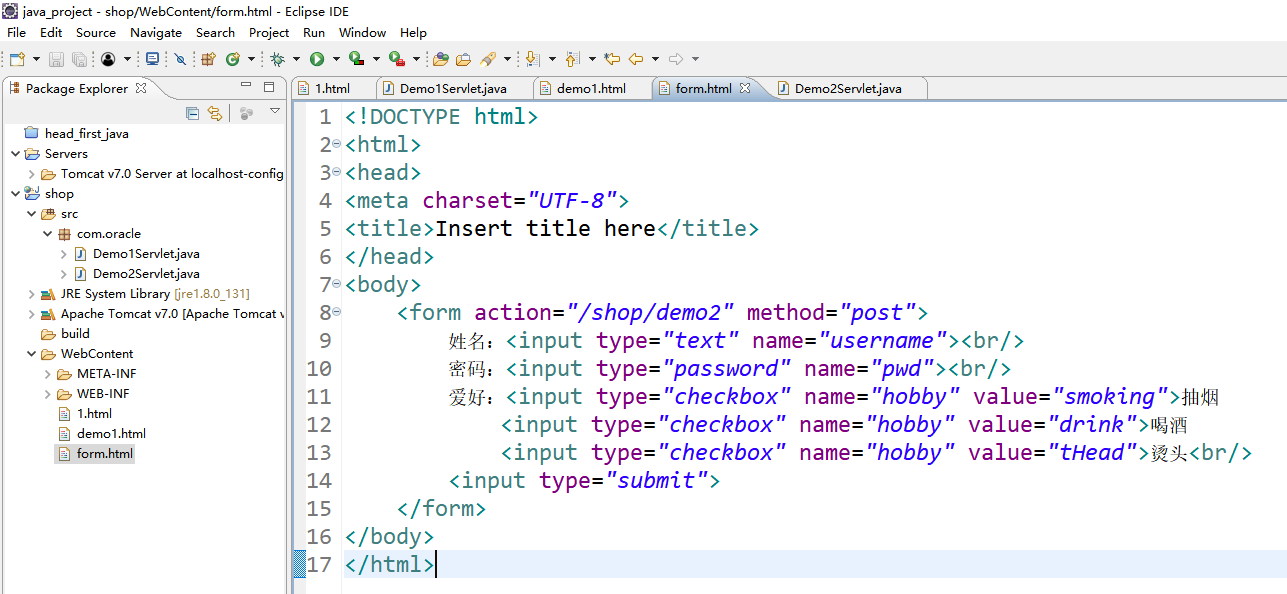 java_project - shop/WebContent/form.html - Eclipse IDE
File Edit Source Navigate Search Project Run Window Help
Package Explorer
head_first_java
Servers
Tomcat v7.0 Server at localhost-config
shop
src
com.oracle
Demo1Servlet.java
Demo2Servlet.java
JRE System Library [jre1.8.0_131]
Apache Tomcat v7.0 [Apache Tomcat v
build
WebContent
META-INF
WEB-INF
1.html
demo1.html
form.html
1.html Demo1Servlet.java demo1.html form.html Demo2Servlet.java
1 <!DOCTYPE html>
2 <html>
3 <head>
4 <meta charset="UTF-8">
5 <title>Insert title here</title>
6 </head>
7 <body>
8 <form action="/shop/demo2" method="post">
9 姓名：<input type="text" name="username"><br/>
10 密码：<input type="password" name="pwd"><br/>
11 爱好：<input type="checkbox" name="hobby" value="smoking">抽烟
12 <input type="checkbox" name="hobby" value="drink">喝酒
13 <input type="checkbox" name="hobby" value="tHead">烫头<br/>
14 <input type="submit">
15 </form>
16 </body>
17 </html>